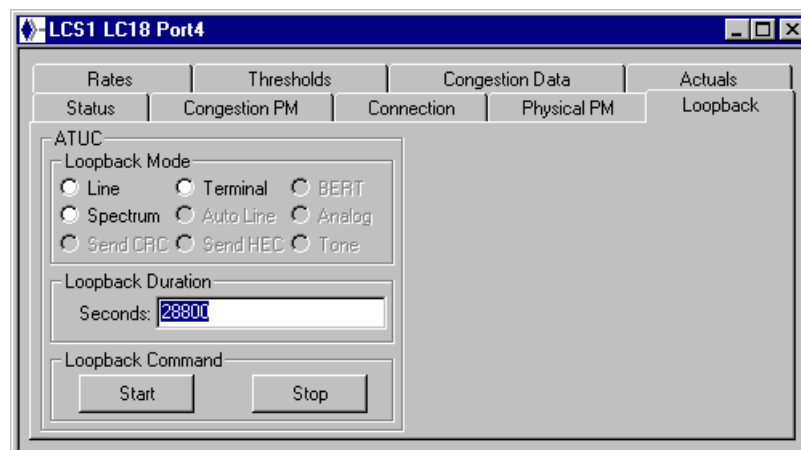 LCS1 LC18 Port4
Rates Thresholds Congestion Data Actuals
Status Congestion PM Connection Physical PM Loopback
ATUC
Loopback Mode
Line Terminal BERT
Spectrum Auto Line Analog
Send CRC Send HEC Tone
Loopback Duration
Seconds: 28800
Loopback Command
Start Stop